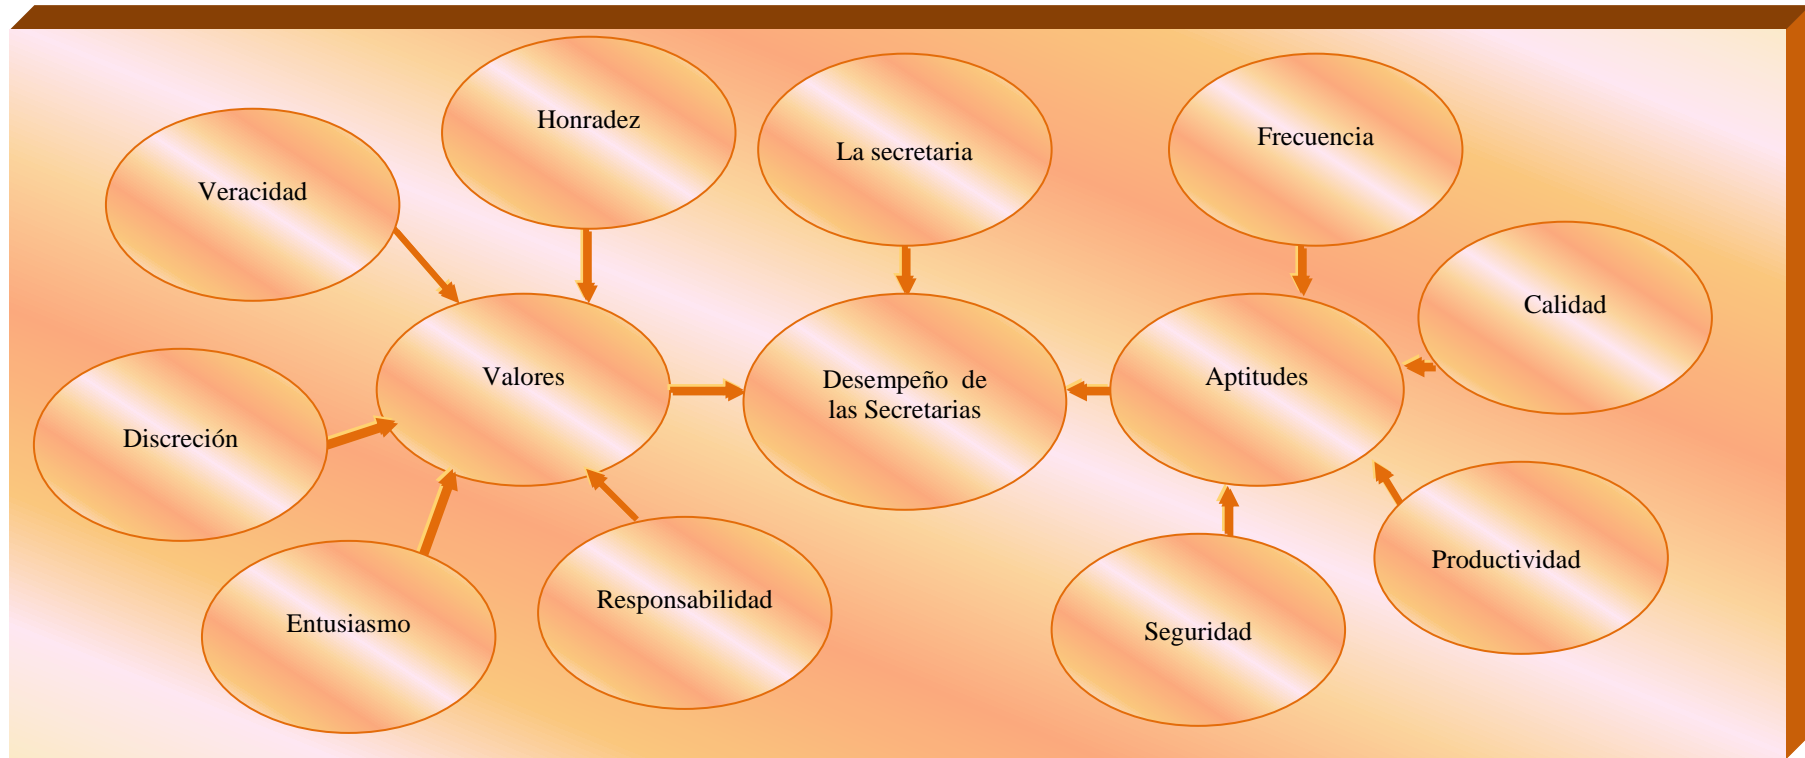 Honradez
La secretaria
Frecuencia
Veracidad
Calidad
Valores
Desempeño  de
las Secretarias
Aptitudes
Discreción
Productividad
Entusiasmo
Responsabilidad
Seguridad